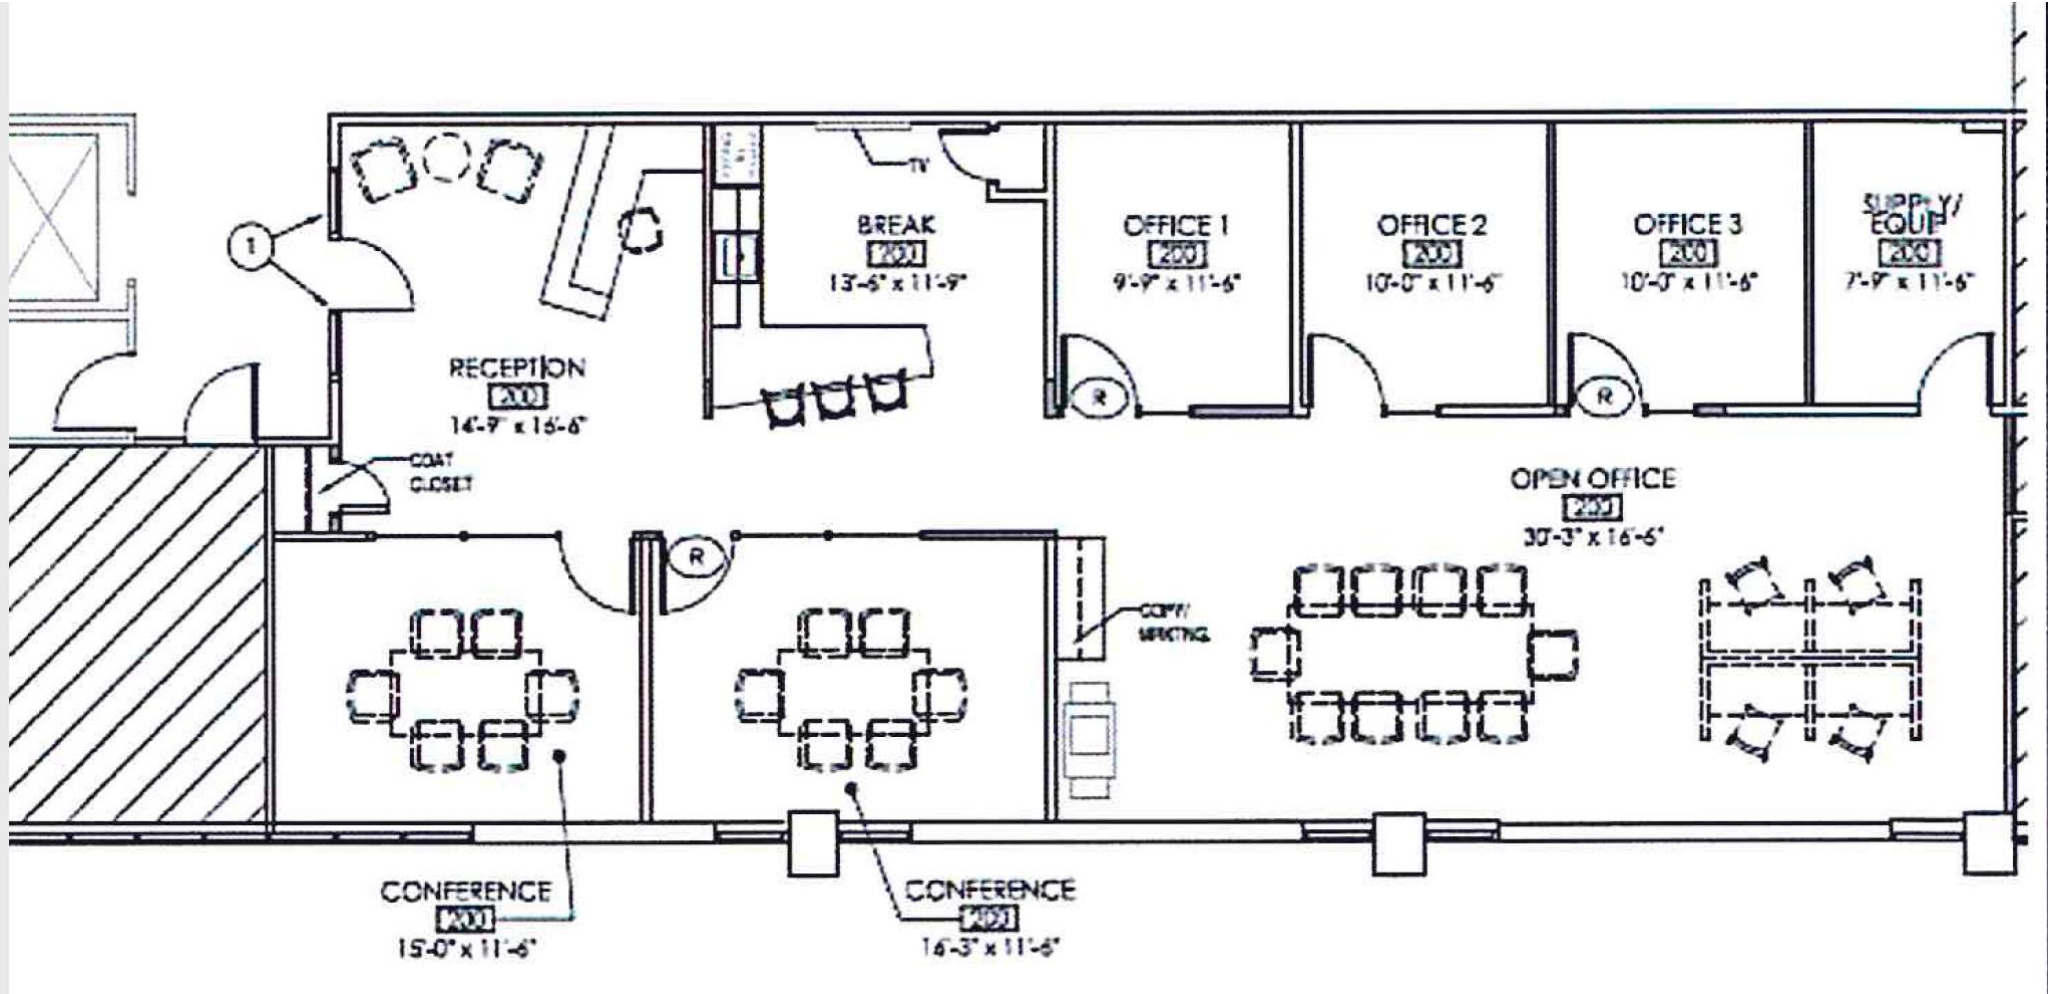 1
TV
BREAK
200
13'-6" x 11'-9"
OFFICE 1
200
9'-9" x 11'-6"
OFFICE 2
200
10'-0" x 11'-6"
OFFICE 3
200
10'-0" x 11'-6"
SUPPLY/
EQUIP
200
7'-9" x 11'-6"
RECEPTION
200
14'-9" x 16'-6"
R
R
COAT
CLOSET
OPEN OFFICE
200
30'-3" x 16'-6"
R
COPY/
CONFERENCE
200
15'-0" x 11'-6"
CONFERENCE
200
16'-3" x 11'-6"